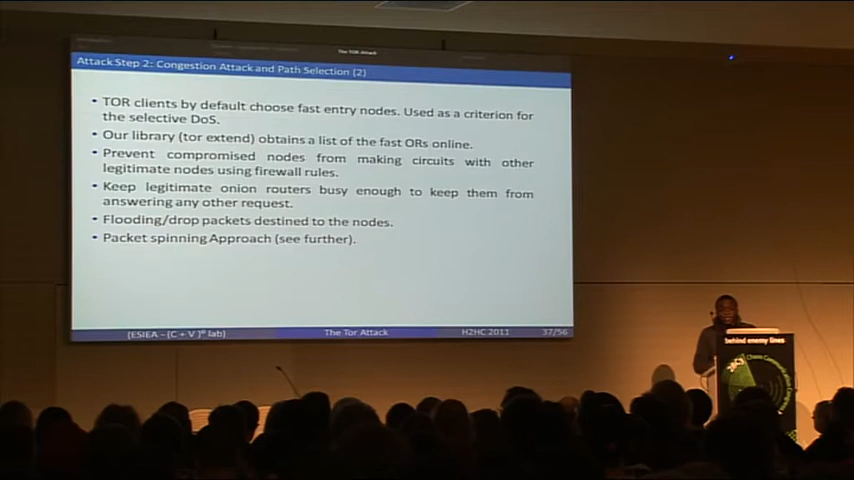 The TOR Attack
Attack Step 2: Congestion Attack and Path Selection (2)
• TOR clients by default choose fast entry nodes. Used as a criterion for
the selective DoS.
• Our library (tor extend) obtains a list of the fast ORs online.
• Prevent compromised nodes from making circuits with other
legitimate nodes using firewall rules.
• Keep legitimate onion routers busy enough to keep them from
answering any other request.
• Flooding/drop packets destined to the nodes.
• Packet spinning Approach (see further).
(ESIEA – (C + V)° lab)
The Tor Attack
H2HC 2011
37/56
behind enemy lines
28C3